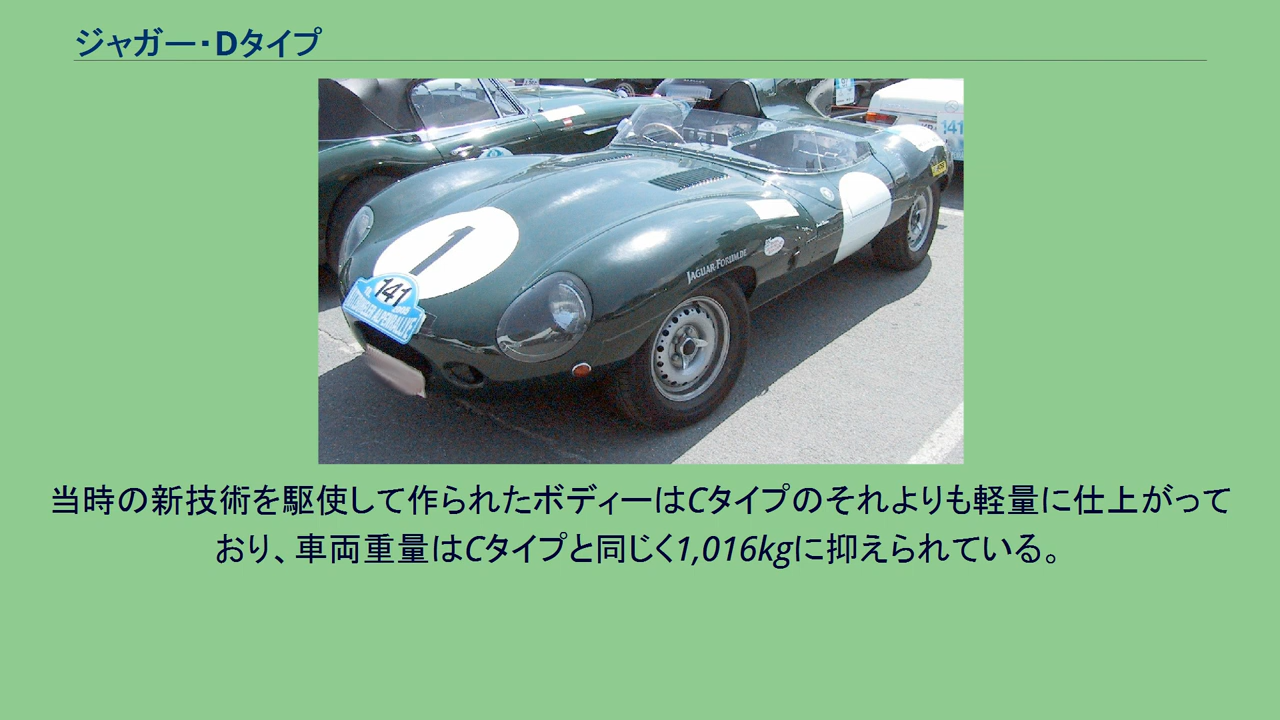 ジャガー・Dタイプ
1
141
141
JAGUAR-FORUM.DE
当時の新技術を駆使して作られたボディーはCタイプのそれよりも軽量に仕上がって
おり、車両重量はCタイプと同じく1,016kgに抑えられている。